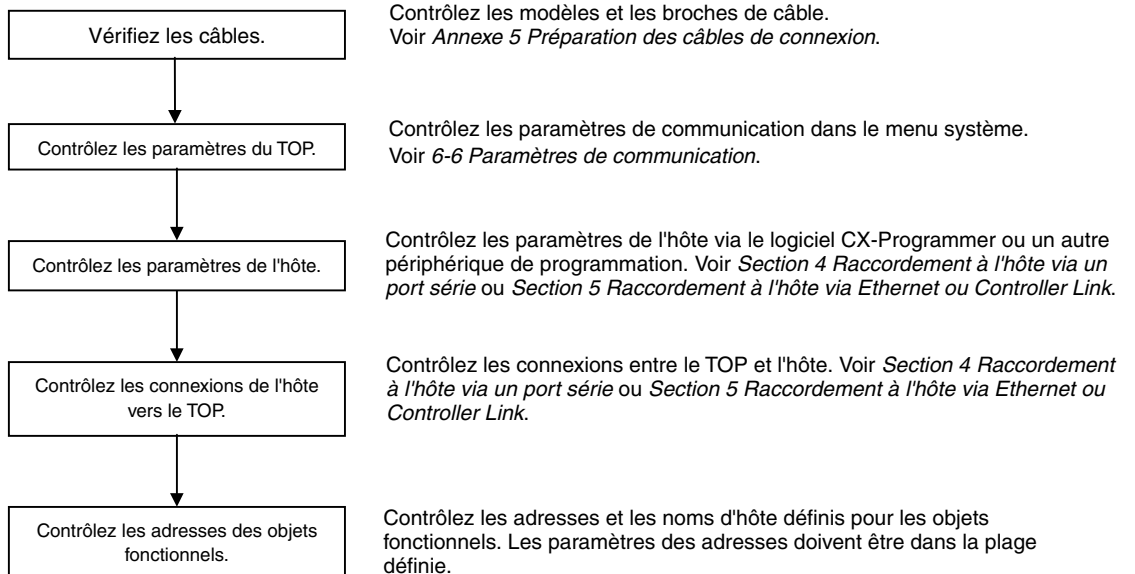 Vérifiez les câbles.
Contrôlez les modèles et les broches de câble.
Voir Annexe 5 Préparation des câbles de connexion.
Contrôlez les paramètres du TOP.
Contrôlez les paramètres de communication dans le menu système.
Voir 6-6 Paramètres de communication.
Contrôlez les paramètres de l'hôte.
Contrôlez les paramètres de l'hôte via le logiciel CX-Programmer ou un autre
périphérique de programmation. Voir Section 4 Raccordement à l'hôte via un
port série ou Section 5 Raccordement à l'hôte via Ethernet ou Controller Link.
Contrôlez les connexions de l'hôte
vers le TOP.
Contrôlez les connexions entre le TOP et l'hôte. Voir Section 4 Raccordement
à l'hôte via un port série ou Section 5 Raccordement à l'hôte via Ethernet ou
Controller Link.
Contrôlez les adresses des objets
fonctionnels.
Contrôlez les adresses et les noms d'hôte définis pour les objets
fonctionnels. Les paramètres des adresses doivent être dans la plage
définie.